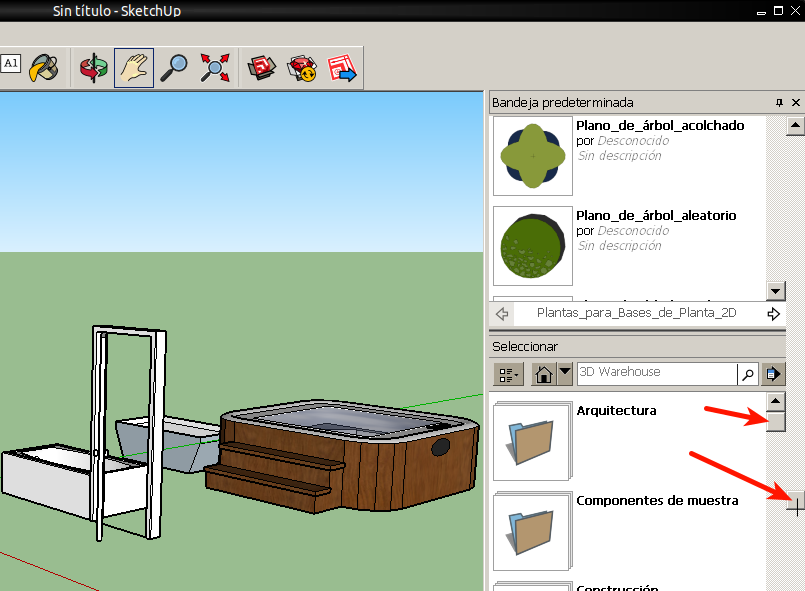 Sin título - SketchUp
A1
Bandeja predeterminada
Plano_de_árbol_acolchado
por Desconocido
Sin descripción
Plano_de_árbol_aleatorio
por Desconocido
Sin descripción
Plantas_para_Bases_de_Planta_2D
Seleccionar
3D Warehouse
Arquitectura
Componentes de muestra
Construcción